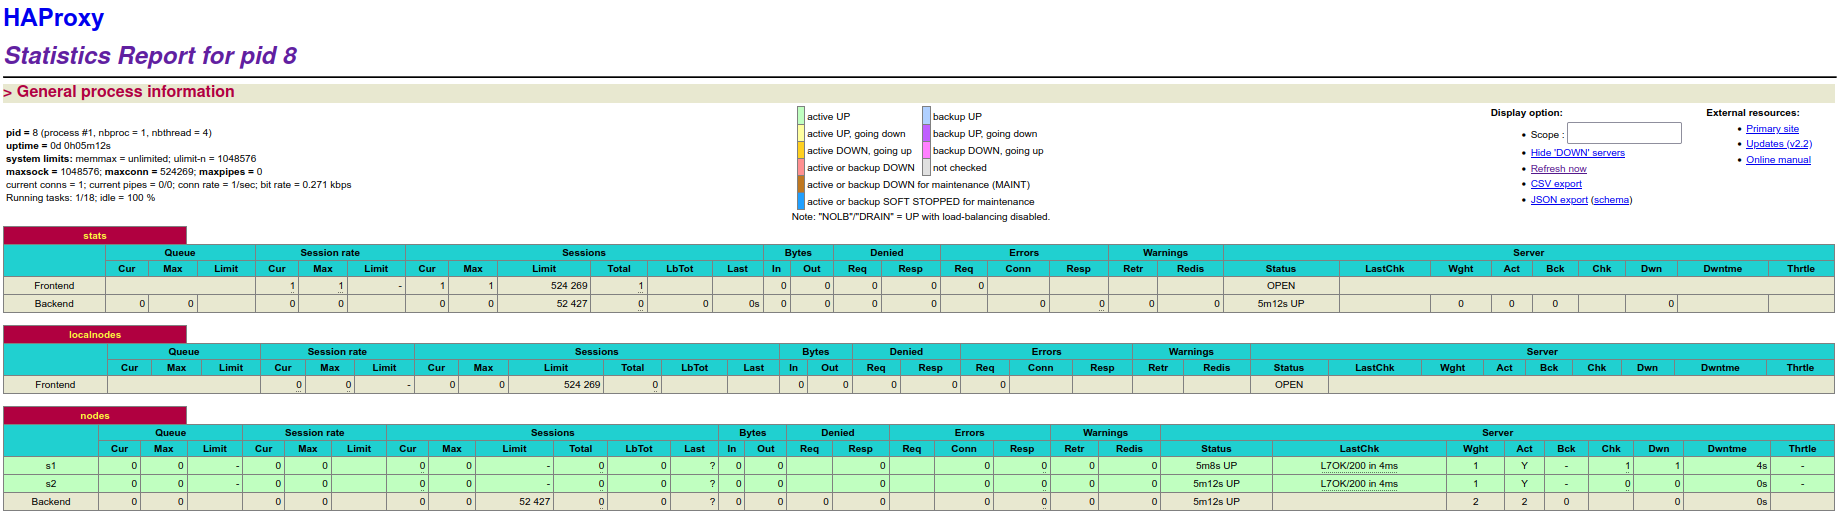 HAProxy
Statistics Report for pid 8
> General process information
pid = 8 (process #1, nbproc = 1, nbthread = 4)
uptime = 0d 0h05m12s
system limits: memmax = unlimited; ulimit-n = 1048576
maxsock = 1048576; maxconn = 524269; maxpipes = 0
current conns = 1; current pipes = 0/0; conn rate = 1/sec; bit rate = 0.271 kbps
Running tasks: 1/18; idle = 100 %
active UP backup UP
active UP, going down backup UP, going down
active DOWN, going up backup DOWN, going up
active or backup DOWN not checked
active or backup DOWN for maintenance (MAINT)
active or backup SOFT STOPPED for maintenance
Note: "NOLB"/"DRAIN" = UP with load-balancing disabled.
Display option:
• Scope :
• Hide 'DOWN' servers
• Refresh now
• CSV export
• JSON export (schema)
External resources:
• Primary site
• Updates (v2.2)
• Online manual
stats
Queue Session rate Sessions Bytes Denied Errors Warnings Server
Cur Max Limit Cur Max Limit Cur Max Limit Total LbTot Last In Out Req Resp Req Conn Resp Retr Redis Status LastChk Wght Act Bck Chk Dwn Dwntme Thrtle
Frontend 1 1 - 1 1 524 269 1 0 0 0 0 0 OPEN
Backend 0 0 0 0 0 0 52 427 0 0 0s 0 0 0 0 0 0 0 0 5m12s UP 0 0 0 0
localnodes
Queue Session rate Sessions Bytes Denied Errors Warnings Server
Cur Max Limit Cur Max Limit Cur Max Limit Total LbTot Last In Out Req Resp Req Conn Resp Retr Redis Status LastChk Wght Act Bck Chk Dwn Dwntme Thrtle
Frontend 0 0 - 0 0 524 269 0 0 0 0 0 0 OPEN
nodes
Queue Session rate Sessions Bytes Denied Errors Warnings Server
Cur Max Limit Cur Max Limit Cur Max Limit Total LbTot Last In Out Req Resp Req Conn Resp Retr Redis Status LastChk Wght Act Bck Chk Dwn Dwntme Thrtle
s1 0 0 - 0 0 0 0 - 0 0 ? 0 0 0 0 0 0 0 5m8s UP L7OK/200 in 4ms 1 Y - 1 1 4s -
s2 0 0 - 0 0 0 0 - 0 0 ? 0 0 0 0 0 0 0 5m12s UP L7OK/200 in 4ms 1 Y - 0 0 0s -
Backend 0 0 0 0 0 0 52 427 0 0 ? 0 0 0 0 0 0 0 0 5m12s UP 2 2 0 0 0s